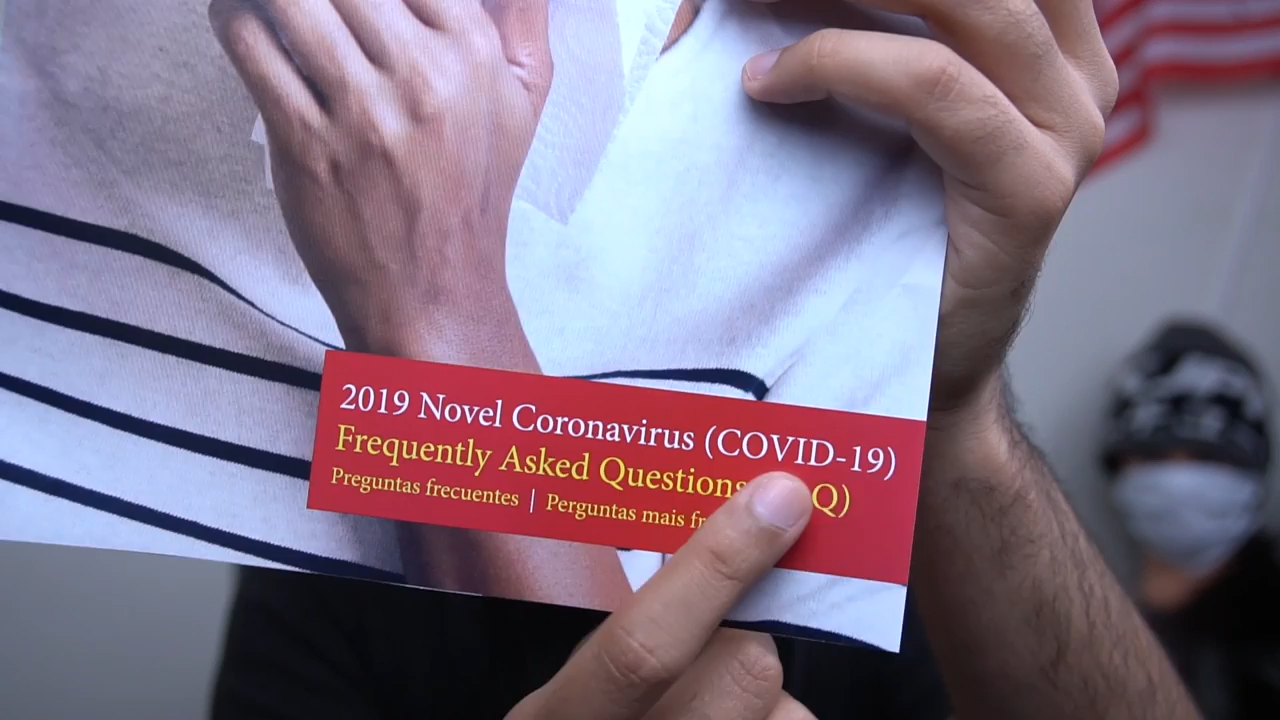 2019 Novel Coronavirus (COVID-19)
Frequently Asked Questions Q)
Preguntas frecuentes | Perguntas mais